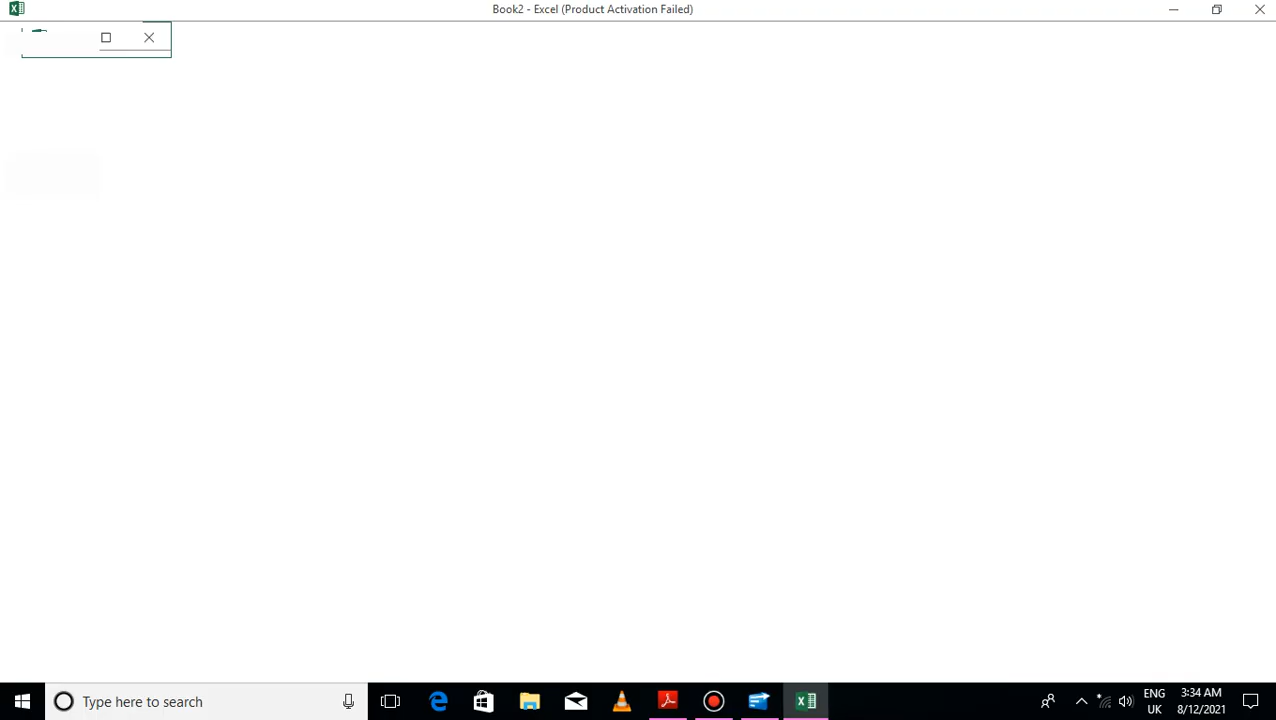 Book2 - Excel (Product Activation Failed)
Type here to search
ENG
UK
3:34 AM
8/12/2021